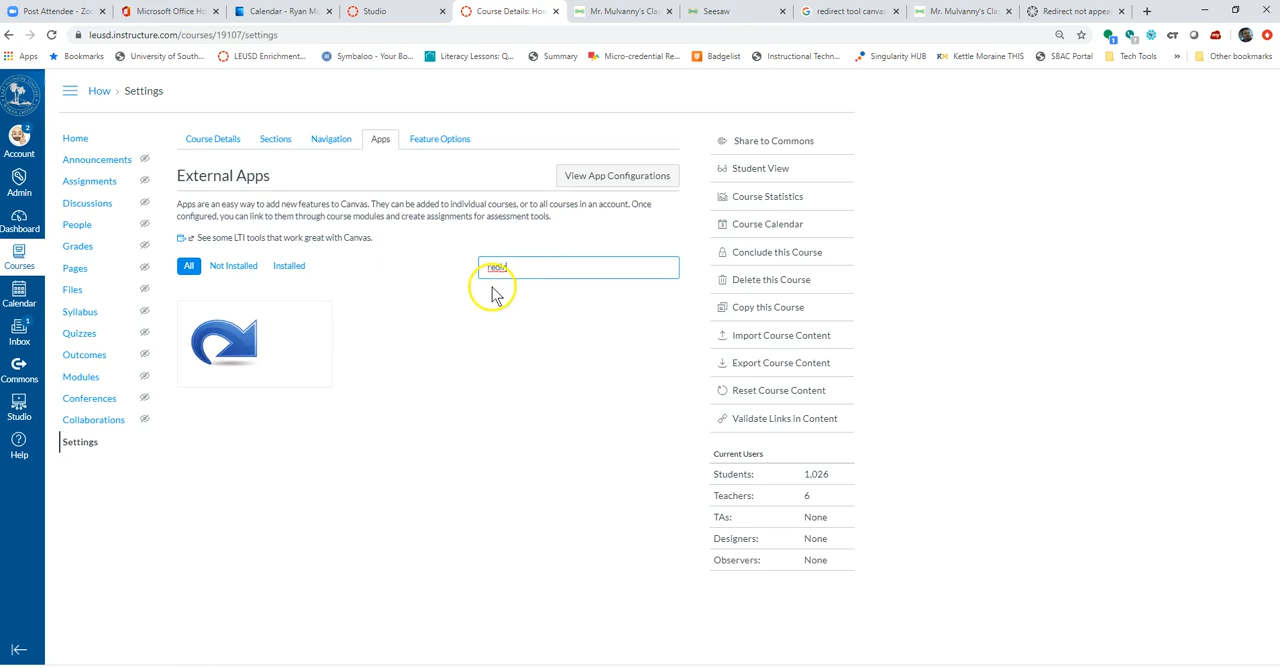 Post Attendee - Zoo
Microsoft Office Ho
Calendar - Ryan Mu
Studio
Course Details: Ho
Mr. Mulvanny's Cla
Seesaw
redirect tool canvas
Mr. Mulvanny's Cla
Redirect not appea
leusd.instructure.com/courses/19107/settings
Apps
Bookmarks
University of South...
LEUSD Enrichment...
Symbaloo - Your Bo...
Literacy Lessons: Q...
Summary
Micro-credential Re...
Badgelist
Instructional Techn...
Singularity HUB
KM Kettle Moraine THIS
SBAC Portal
Tech Tools
»
Other bookmarks
2
Account
Admin
Dashboard
Courses
Calendar
1
Inbox
Commons
Studio
Help
How › Settings
Home
Announcements
Assignments
Discussions
People
Grades
Pages
Files
Syllabus
Quizzes
Outcomes
Modules
Conferences
Collaborations
Settings
Course Details
Sections
Navigation
Apps
Feature Options
External Apps
View App Configurations
Apps are an easy way to add new features to Canvas. They can be added to individual courses, or to all courses in an account. Once
configured, you can link to them through course modules and create assignments for assessment tools.
See some LTI tools that work great with Canvas.
All
Not Installed
Installed
Share to Commons
Student View
Course Statistics
Course Calendar
Conclude this Course
Delete this Course
Copy this Course
Import Course Content
Export Course Content
Reset Course Content
Validate Links in Content
Current Users
Students: 1,026
Teachers: 6
TAs: None
Designers: None
Observers: None